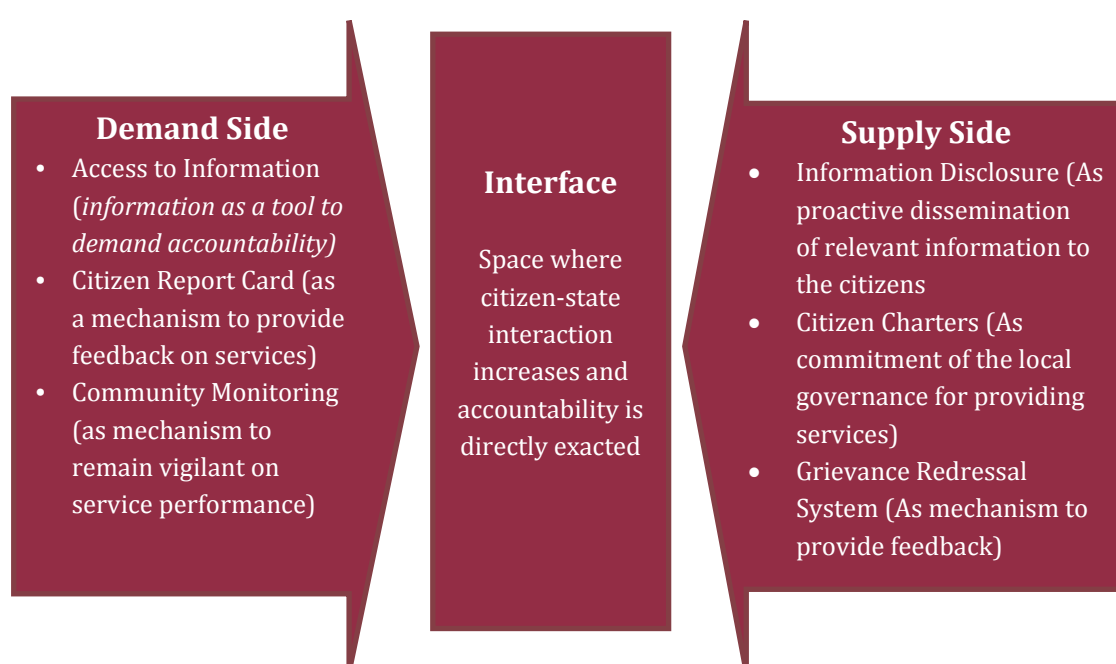 Demand Side
• Access to Information
(information as a tool to
demand accountability)
• Citizen Report Card (as
a mechanism to provide
feedback on services)
• Community Monitoring
(as mechanism to
remain vigilant on
service performance)
Interface
Space where
citizen-state
interaction
increases and
accountability is
directly exacted
Supply Side
• Information Disclosure (As
proactive dissemination
of relevant information to
the citizens
• Citizen Charters (As
commitment of the local
governance for providing
services)
• Grievance Redressal
System (As mechanism to
provide feedback)